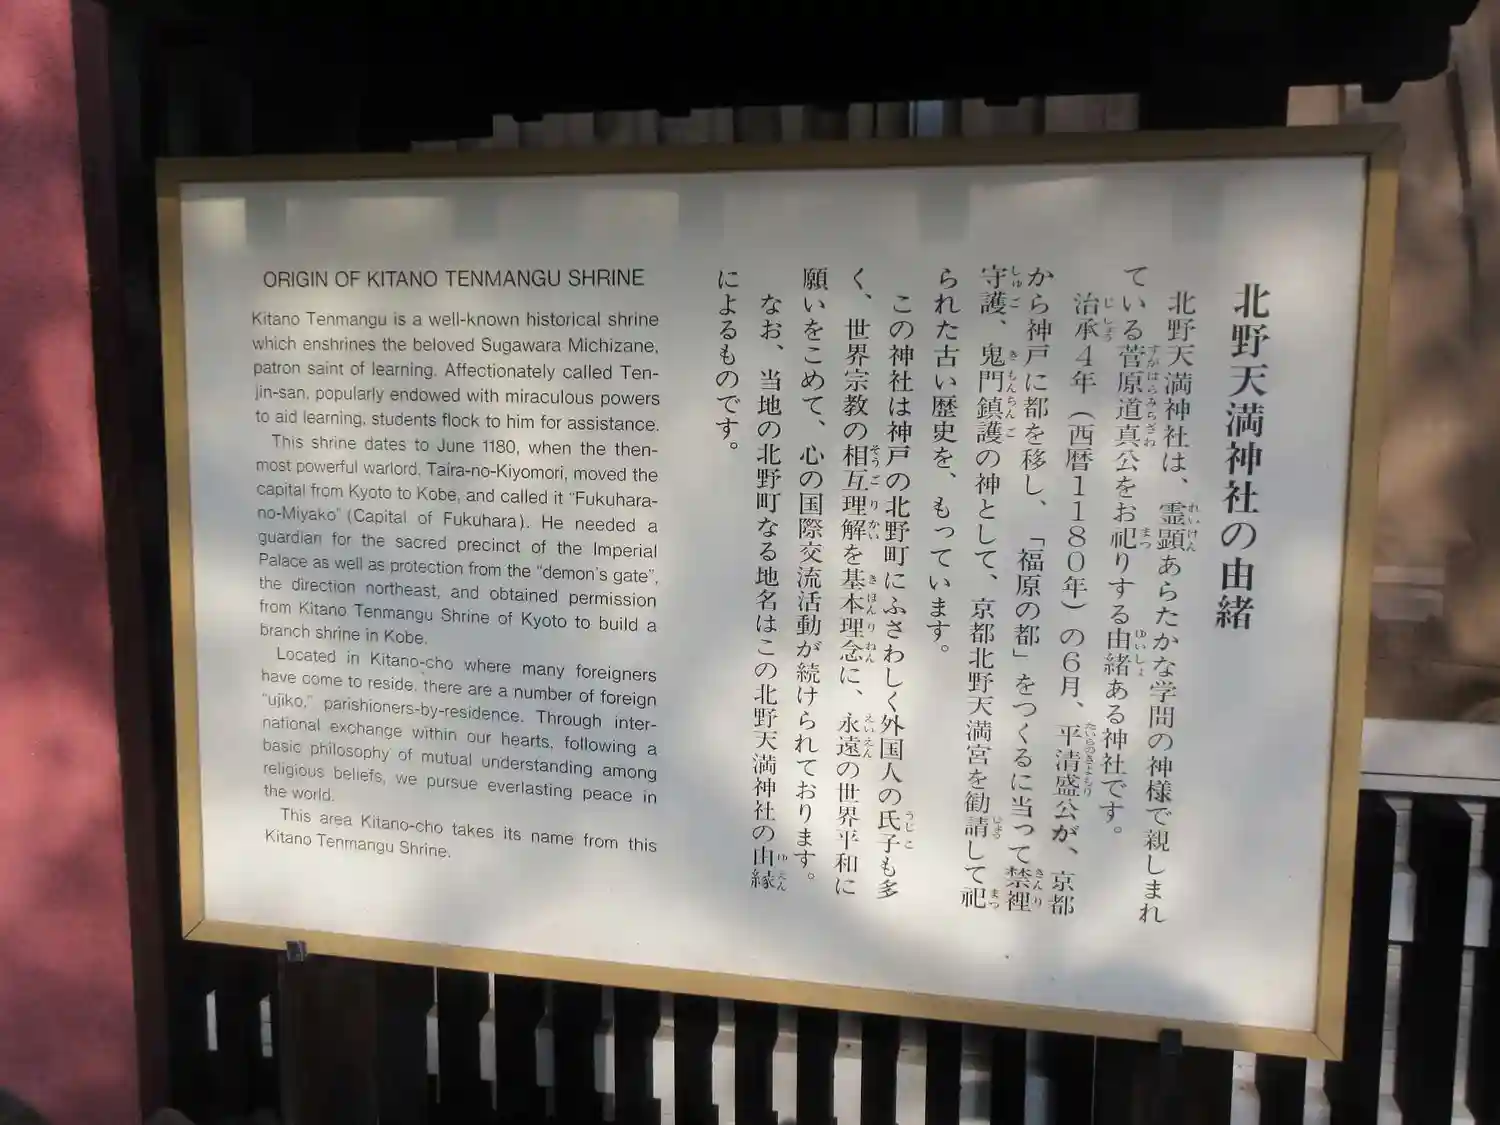 北野天満神社の由緒
北野天満神社は、霊顕あらたかな学問の神様で親しまれ
ている菅原道真公をお祀りする由緒ある神社です。
治承4年（西暦1180年）の6月、平清盛公が、京都
から神戸に都を移し、「福原の都」をつくるに当って禁裡
守護、鬼門鎮護の神として、京都北野天満宮を勧請して祀
られた古い歴史を、もっています。
この神社は神戸の北野町にふさわしく外国人の氏子も多
く、世界宗教の相互理解を基本理念に、永遠の世界平和に
願いをこめて、心の国際交流活動が続けられております。
なお、当地の北野町なる地名はこの北野天満神社の由縁
によるものです。
ORIGIN OF KITANO TENMANGU SHRINE
Kitano Tenmangu is a well-known historical shrine
which enshrines the beloved Sugawara Michizane,
patron saint of learning. Affectionately called Ten-
jin-san, popularly endowed with miraculous powers
to aid learning, students flock to him for assistance.
This shrine dates to June 1180, when the then-
most powerful warlord, Taira-no-Kiyomori, moved the
capital from Kyoto to Kobe, and called it "Fukuhara-
no-Miyako" (Capital of Fukuhara). He needed a
guardian for the sacred precinct of the Imperial
Palace as well as protection from the "demon's gate",
the direction northeast, and obtained permission
from Kitano Tenmangu Shrine of Kyoto to build a
branch shrine in Kobe.
Located in Kitano-cho where many foreigners
have come to reside, there are a number of foreign
"ujiko," parishioners-by-residence. Through inter-
national exchange within our hearts, following a
basic philosophy of mutual understanding among
religious beliefs, we pursue everlasting peace in
the world.
This area Kitano-cho takes its name from this
Kitano Tenmangu Shrine.